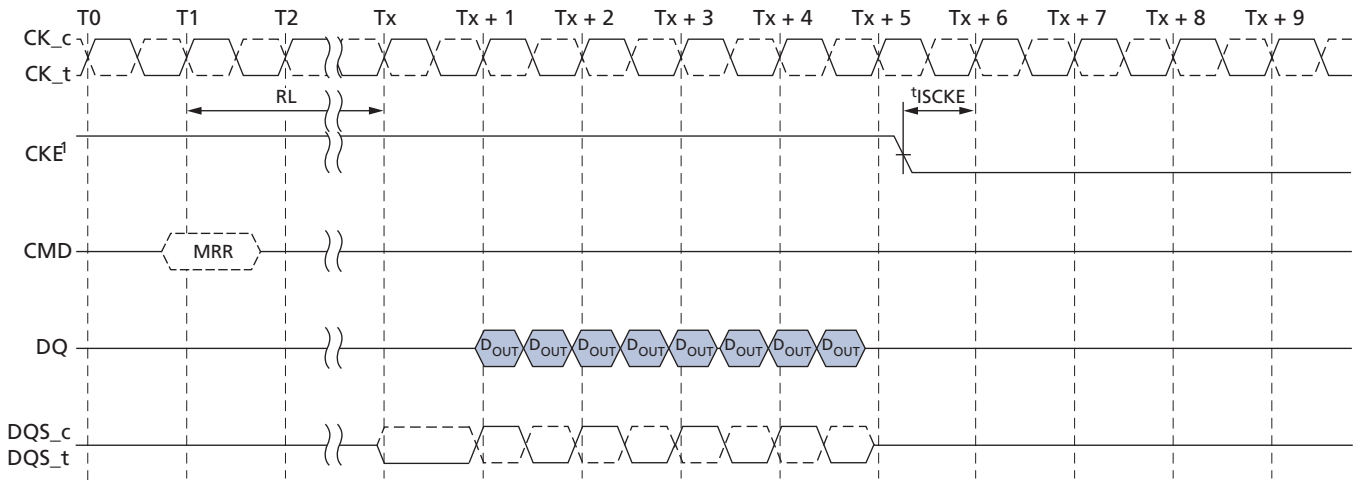 T0 T1 T2 Tx Tx + 1 Tx + 2 Tx + 3 Tx + 4 Tx + 5 Tx + 6 Tx + 7 Tx + 8 Tx + 9
CK_c
CK_t
RL tISCKE
CKE1
CMD MRR
DQ DOUT DOUT DOUT DOUT DOUT DOUT DOUT DOUT
DQS_c
DQS_t